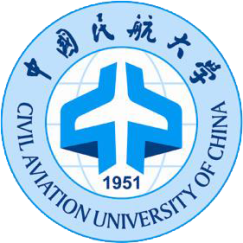 中国民航大学
1951
CIVIL AVIATION UNIVERSITY OF CHINA